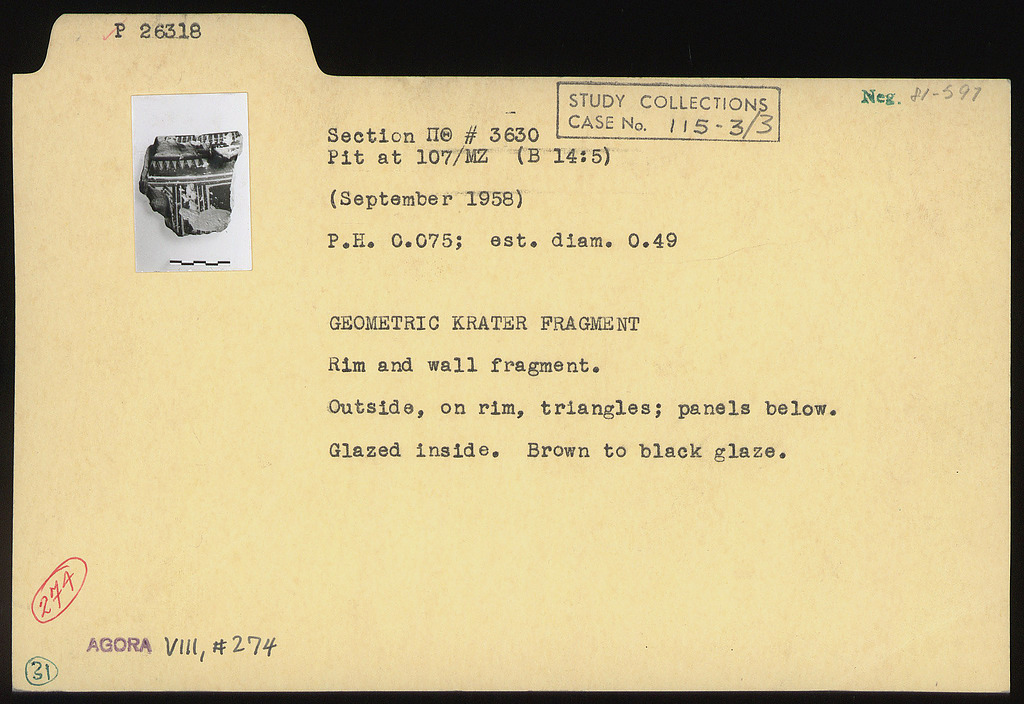 P 26318
Neg. 81-597
STUDY COLLECTIONS
CASE No. 115-3/3
Section ΠΘ # 3630
Pit at 107/MZ (B 14:5)
(September 1958)
P.H. 0.075; est. diam. 0.49
GEOMETRIC KRATER FRAGMENT
Rim and wall fragment.
Outside, on rim, triangles; panels below.
Glazed inside. Brown to black glaze.
274
AGORA VIII, #274
31